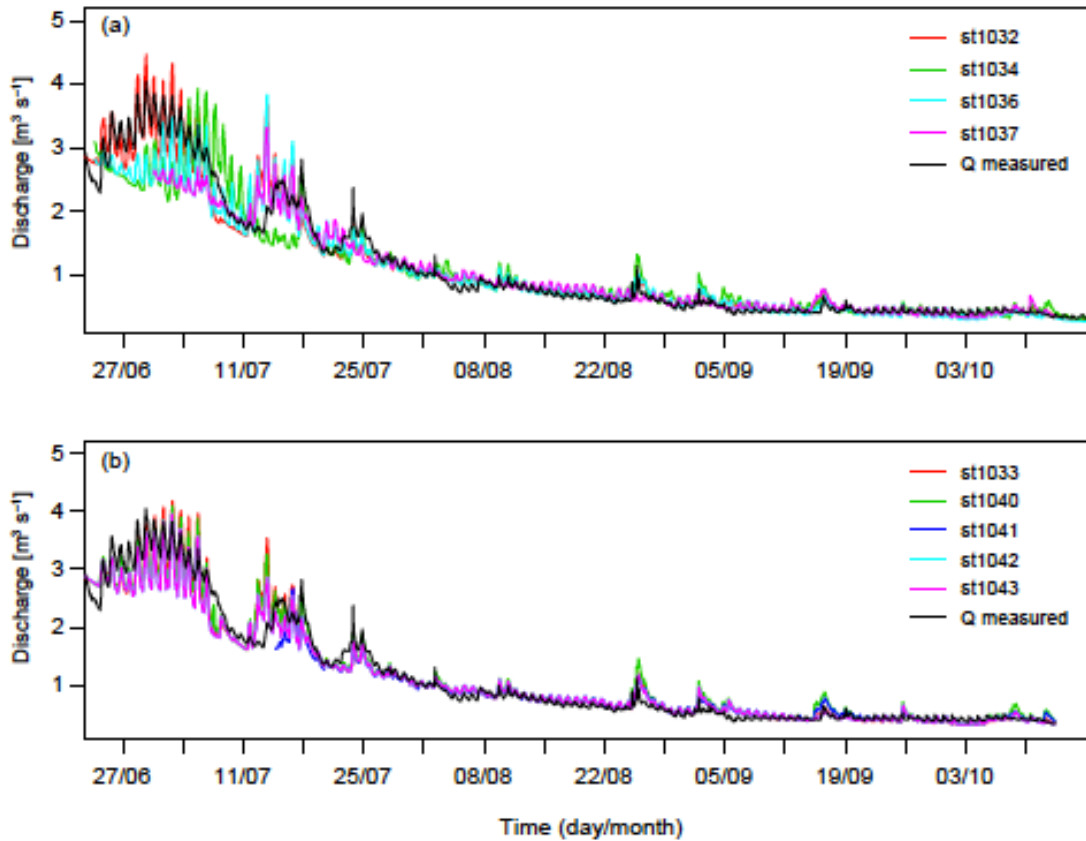 (a)
5
4
3
2
1
Discharge [m³ s⁻¹]
st1032
st1034
st1036
st1037
Q measured
27/06 11/07 25/07 08/08 22/08 05/09 19/09 03/10
(b)
5
4
3
2
1
Discharge [m³ s⁻¹]
st1033
st1040
st1041
st1042
st1043
Q measured
27/06 11/07 25/07 08/08 22/08 05/09 19/09 03/10
Time (day/month)